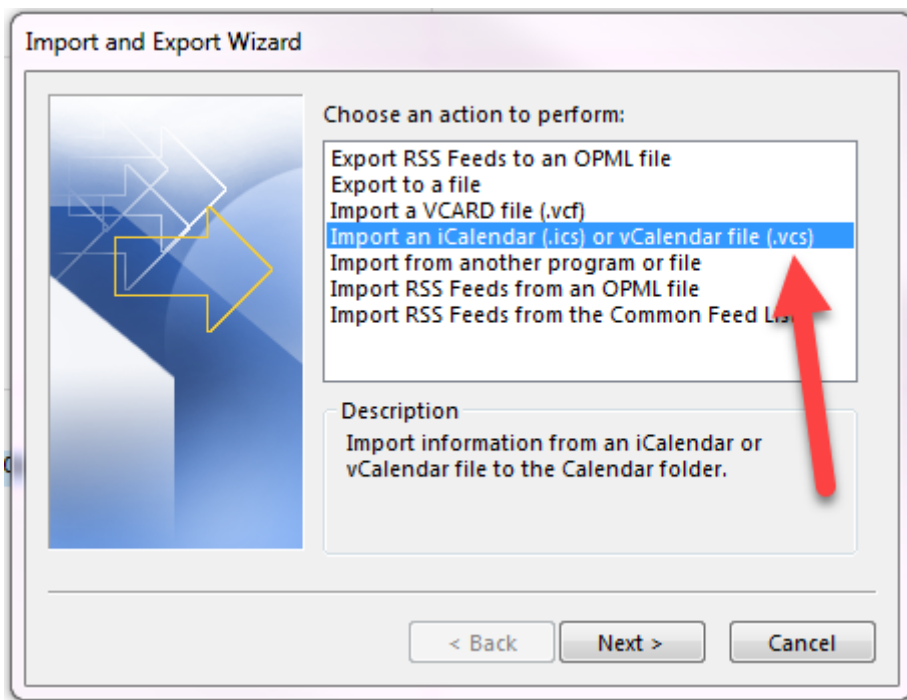 Import and Export Wizard
Choose an action to perform:
Export RSS Feeds to an OPML file
Export to a file
Import a VCARD file (.vcf)
Import an iCalendar (.ics) or vCalendar file (.vcs)
Import from another program or file
Import RSS Feeds from an OPML file
Import RSS Feeds from the Common Feed List
Description
Import information from an iCalendar or
vCalendar file to the Calendar folder.
< Back
Next >
Cancel